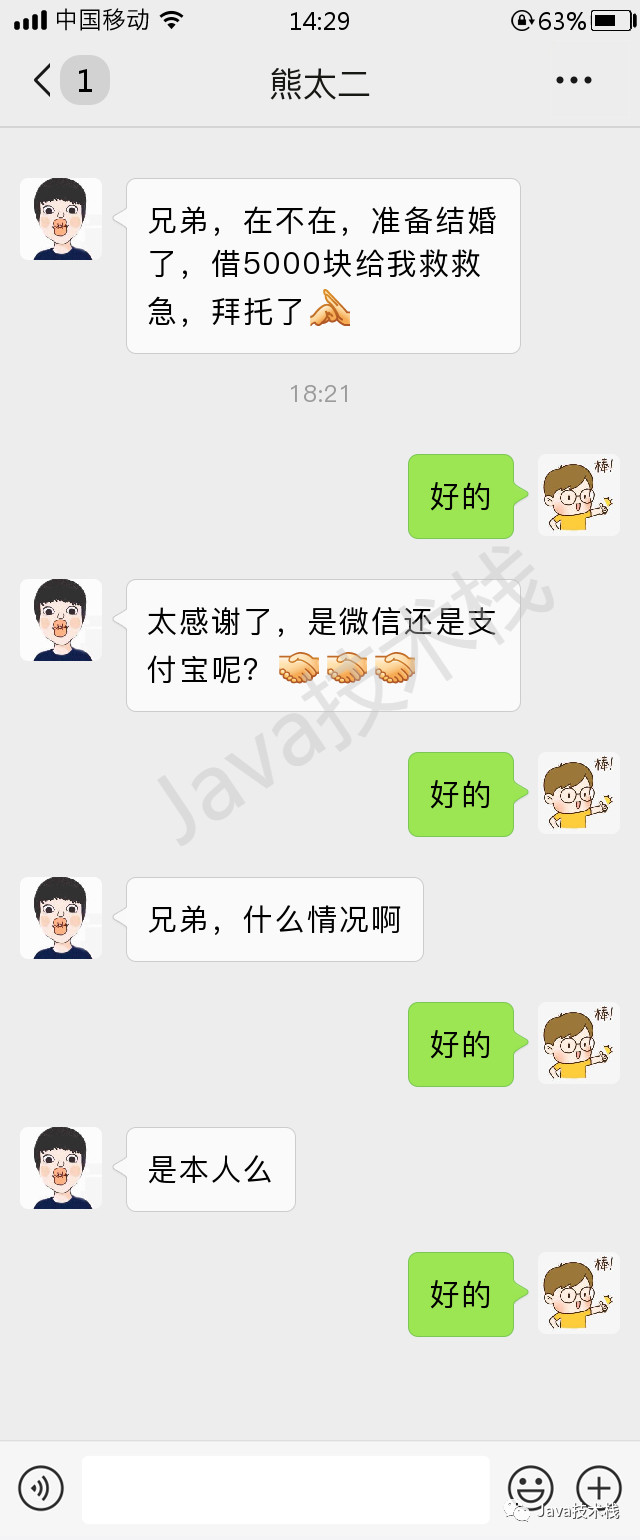 中国移动 14:29 63%
1 熊太二
兄弟，在不在，准备结婚
了，借5000块给我救救
急，拜托了
18:21
棒!
好的
太感谢了，是微信还是支
付宝呢？
棒!
好的
兄弟，什么情况啊
棒!
好的
是本人么
棒!
好的
Java技术栈
Java技术栈